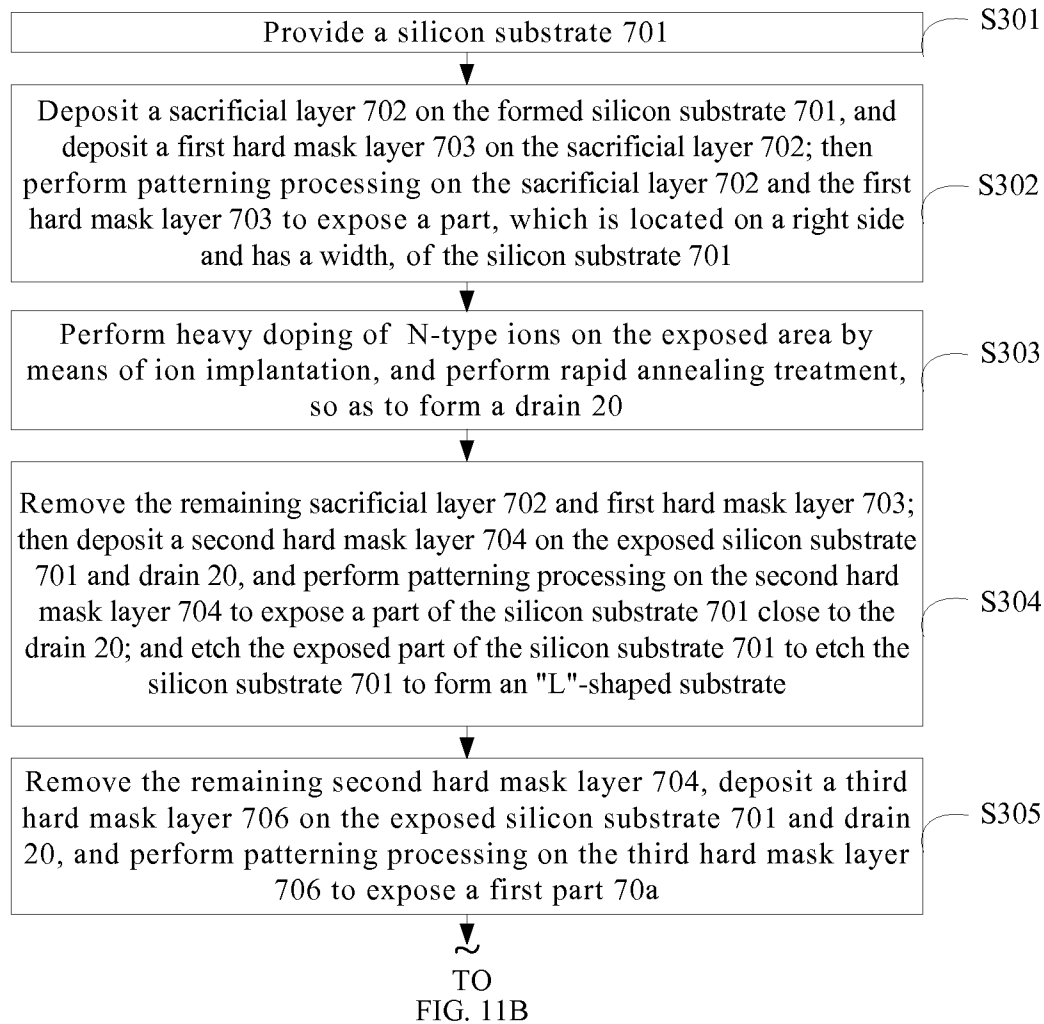 Provide a silicon substrate 701
S301
Deposit a sacrificial layer 702 on the formed silicon substrate 701, and
deposit a first hard mask layer 703 on the sacrificial layer 702; then
perform patterning processing on the sacrificial layer 702 and the first
hard mask layer 703 to expose a part, which is located on a right side
and has a width, of the silicon substrate 701
S302
Perform heavy doping of N-type ions on the exposed area by
means of ion implantation, and perform rapid annealing treatment,
so as to form a drain 20
S303
Remove the remaining sacrificial layer 702 and first hard mask layer 703;
then deposit a second hard mask layer 704 on the exposed silicon substrate
701 and drain 20, and perform patterning processing on the second hard
mask layer 704 to expose a part of the silicon substrate 701 close to the
drain 20; and etch the exposed part of the silicon substrate 701 to etch the
silicon substrate 701 to form an "L"-shaped substrate
S304
Remove the remaining second hard mask layer 704, deposit a third
hard mask layer 706 on the exposed silicon substrate 701 and drain
20, and perform patterning processing on the third hard mask layer
706 to expose a first part 70a
S305
~
TO
FIG. 11B